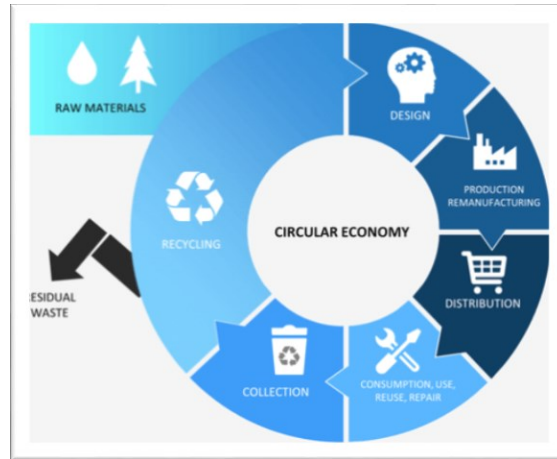 RAW MATERIALS
DESIGN
PRODUCTION
REMANUFACTURING
RECYCLING
CIRCULAR ECONOMY
ESIDUAL
WASTE
DISTRIBUTION
COLLECTION
CONSUMPTION, USE,
REUSE, REPAIR